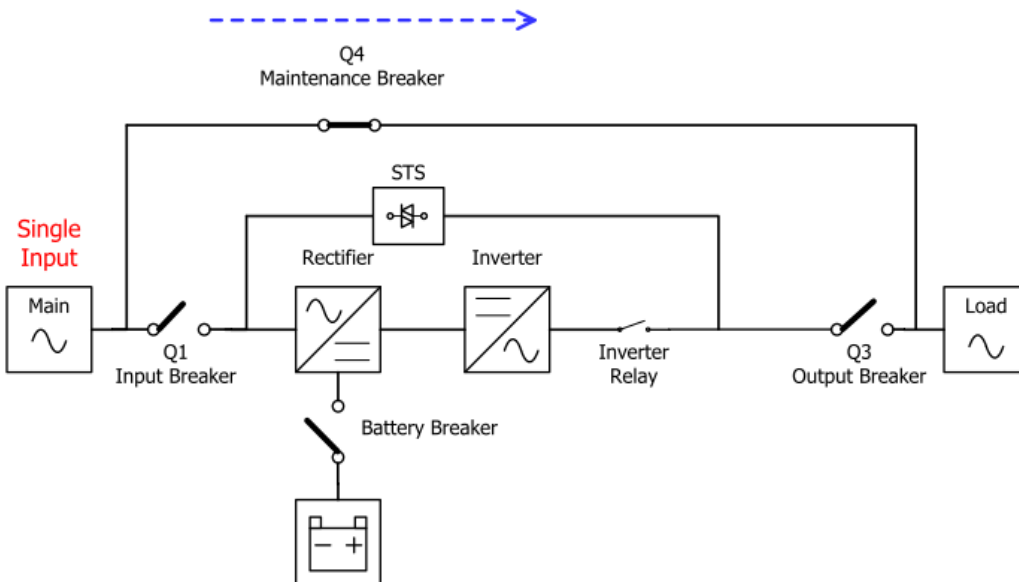 Q4
Maintenance Breaker
STS
Single
Input
Rectifier
Inverter
Main
Load
Q1
Input Breaker
Inverter
Relay
Q3
Output Breaker
Battery Breaker